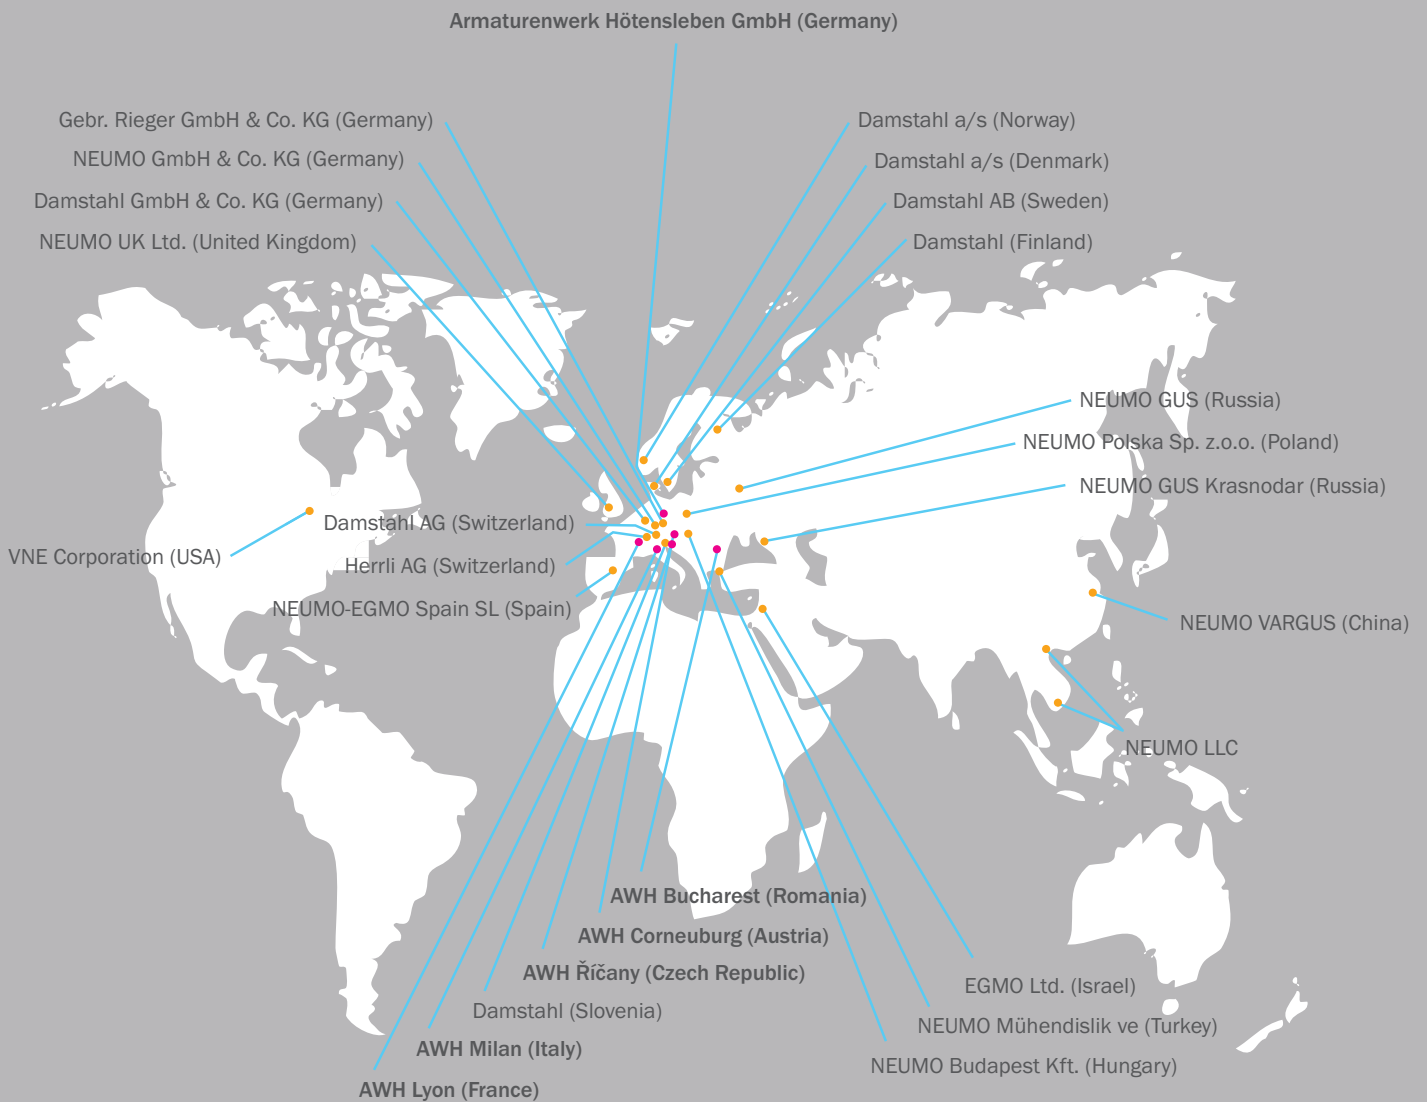 Armaturenwerk Hötensleben GmbH (Germany)
Gebr. Rieger GmbH & Co. KG (Germany)
NEUMO GmbH & Co. KG (Germany)
Damstahl GmbH & Co. KG (Germany)
NEUMO UK Ltd. (United Kingdom)
Damstahl a/s (Norway)
Damstahl a/s (Denmark)
Damstahl AB (Sweden)
Damstahl (Finland)
NEUMO GUS (Russia)
NEUMO Polska Sp. z.o.o. (Poland)
NEUMO GUS Krasnodar (Russia)
Damstahl AG (Switzerland)
VNE Corporation (USA)
Herrli AG (Switzerland)
NEUMO-EGMO Spain SL (Spain)
NEUMO VARGUS (China)
NEUMO LLC
AWH Bucharest (Romania)
AWH Corneuburg (Austria)
AWH Říčany (Czech Republic)
Damstahl (Slovenia)
AWH Milan (Italy)
AWH Lyon (France)
EGMO Ltd. (Israel)
NEUMO Mühendislik ve (Turkey)
NEUMO Budapest Kft. (Hungary)